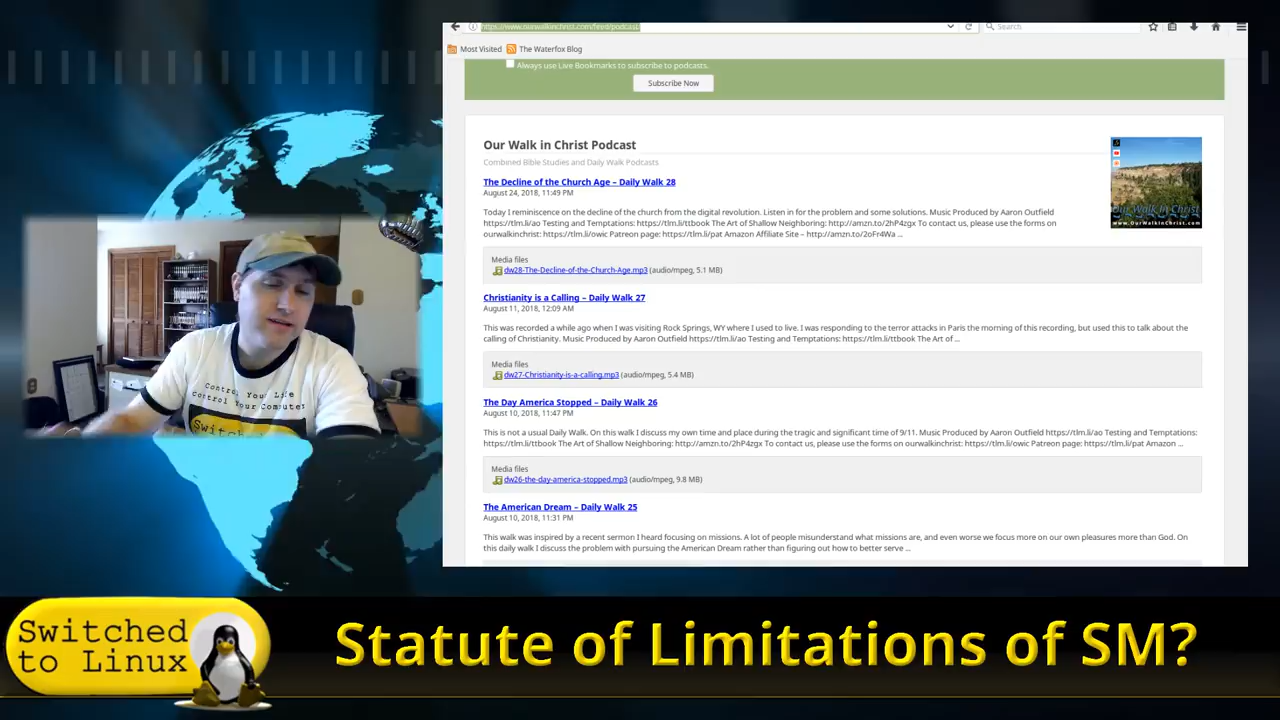 https://www.ourwalkinchrist.com/feed/podcast/
Search
Most Visited
The Waterfox Blog
Always use Live Bookmarks to subscribe to podcasts.
Subscribe Now
Our Walk in Christ Podcast
Combined Bible Studies and Daily Walk Podcasts
The Decline of the Church Age – Daily Walk 28
August 24, 2018, 11:49 PM
Today I reminiscence on the decline of the church from the digital revolution. Listen in for the problem and some solutions. Music Produced by Aaron Outfield
https://tlm.li/ao Testing and Temptations: https://tlm.li/ttbook The Art of Shallow Neighboring: http://amzn.to/2hP4zgx To contact us, please use the forms on
ourwalkinchrist: https://tlm.li/owic Patreon page: https://tlm.li/pat Amazon Affiliate Site – http://amzn.to/2oFr4Wa ...
Our Walk in Christ
www.OurWalkInChrist.com
Media files
dw28-The-Decline-of-the-Church-Age.mp3 (audio/mpeg, 5.1 MB)
Christianity is a Calling – Daily Walk 27
August 11, 2018, 12:09 AM
This was recorded a while ago when I was visiting Rock Springs, WY where I used to live. I was responding to the terror attacks in Paris the morning of this recording, but used this to talk about the
calling of Christianity. Music Produced by Aaron Outfield https://tlm.li/ao Testing and Temptations: https://tlm.li/ttbook The Art of ...
Media files
dw27-Christianity-is-a-calling.mp3 (audio/mpeg, 5.4 MB)
The Day America Stopped – Daily Walk 26
August 10, 2018, 11:47 PM
This is not a usual Daily Walk. On this walk I discuss my own time and place during the tragic and significant time of 9/11. Music Produced by Aaron Outfield https://tlm.li/ao Testing and Temptations:
https://tlm.li/ttbook The Art of Shallow Neighboring: http://amzn.to/2hP4zgx To contact us, please use the forms on ourwalkinchrist: https://tlm.li/owic Patreon page: https://tlm.li/pat Amazon ...
Media files
dw26-the-day-america-stopped.mp3 (audio/mpeg, 9.8 MB)
The American Dream – Daily Walk 25
August 10, 2018, 11:31 PM
This walk was inspired by a recent sermon I heard focusing on missions. A lot of people misunderstand what missions are, and even worse we focus more on our own pleasures more than God. On
this daily walk I discuss the problem with pursuing the American Dream rather than figuring out how to better serve ...
Control Your Life
Control Your Computer
Switched
Switched
to Linux
Statute of Limitations of SM?